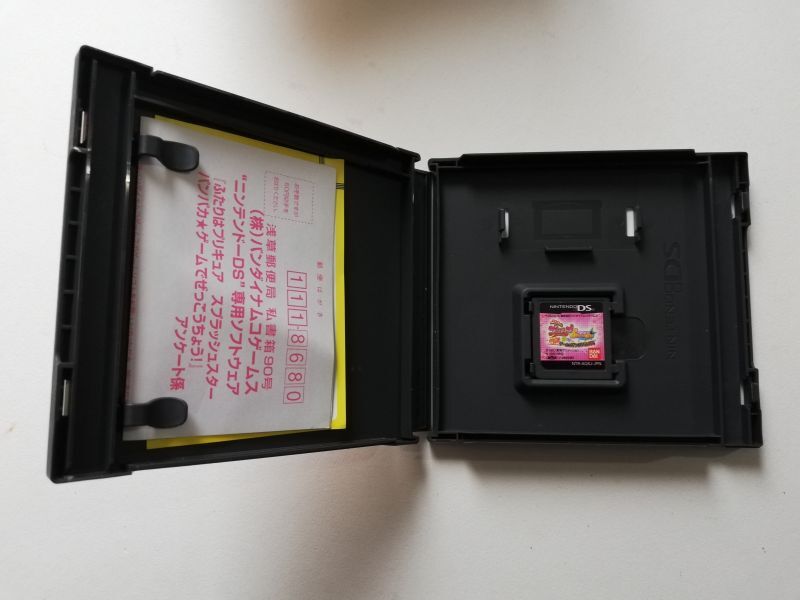 郵便はがき
111-8680
浅草郵便局 私書箱90号
(株)バンダイナムコゲームス
"ニンテンドーDS"専用ソフトウェア
『ふたりはプリキュア スプラッシュスター
パンパカ★ゲームでぜっこうちょう!』
アンケート係
NINTENDO DS
BAN
DAI